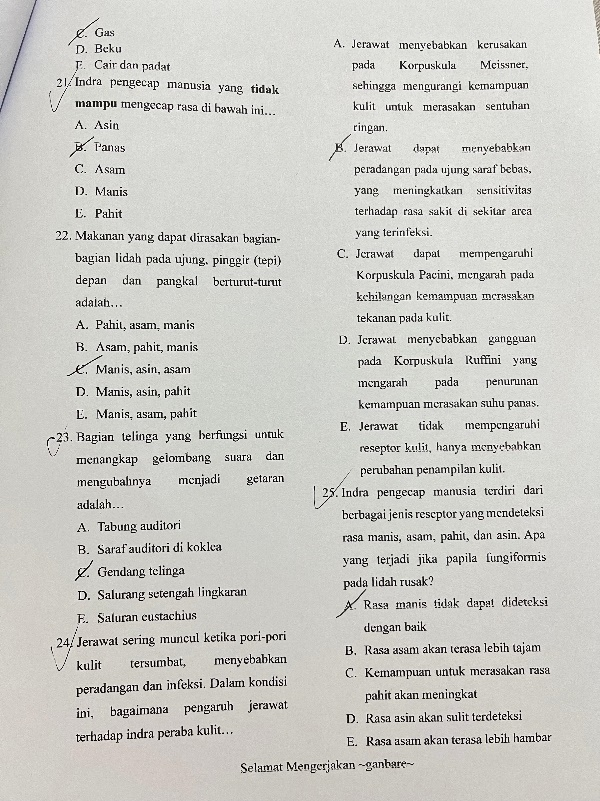 C. Gas
D. Beku
E. Cair dan padat
21. Indra pengecap manusia yang tidak
mampu mengecap rasa di bawah ini...
A. Asin
B. Panas
C. Asam
D. Manis
E. Pahit
22. Makanan yang dapat dirasakan bagian-
bagian lidah pada ujung, pinggir (tepi)
depan dan pangkal berturut-turut
adalah...
A. Pahit, asam, manis
B. Asam, pahit, manis
C. Manis, asin, asam
D. Manis, asin, pahit
E. Manis, asam, pahit
23. Bagian telinga yang berfungsi untuk
menangkap gelombang suara dan
mengubahnya menjadi getaran
adalah...
A. Tabung auditori
B. Saraf auditori di koklea
C. Gendang telinga
D. Salurang setengah lingkaran
E. Saluran eustachius
24. Jerawat sering muncul ketika pori-pori
kulit tersumbat, menyebabkan
peradangan dan infeksi. Dalam kondisi
ini, bagaimana pengaruh jerawat
terhadap indra peraba kulit...
A. Jerawat menyebabkan kerusakan
pada Korpuskula Meissner,
sehingga mengurangi kemampuan
kulit untuk merasakan sentuhan
ringan.
B. Jerawat dapat menyebabkan
peradangan pada ujung saraf bebas,
yang meningkatkan sensitivitas
terhadap rasa sakit di sekitar area
yang terinfeksi.
C. Jerawat dapat mempengaruhi
Korpuskula Pacini, mengarah pada
kehilangan kemampuan merasakan
tekanan pada kulit.
D. Jerawat menyebabkan gangguan
pada Korpuskula Ruffini yang
mengarah pada penurunan
kemampuan merasakan suhu panas.
E. Jerawat tidak mempengaruhi
reseptor kulit, hanya menyebabkan
perubahan penampilan kulit.
25. Indra pengecap manusia terdiri dari
berbagai jenis reseptor yang mendeteksi
rasa manis, asam, pahit, dan asin. Apa
yang terjadi jika papila fungiformis
pada lidah rusak?
A. Rasa manis tidak dapat dideteksi
dengan baik
B. Rasa asam akan terasa lebih tajam
C. Kemampuan untuk merasakan rasa
pahit akan meningkat
D. Rasa asin akan sulit terdeteksi
E. Rasa asam akan terasa lebih hambar
Selamat Mengerjakan ~ganbare~